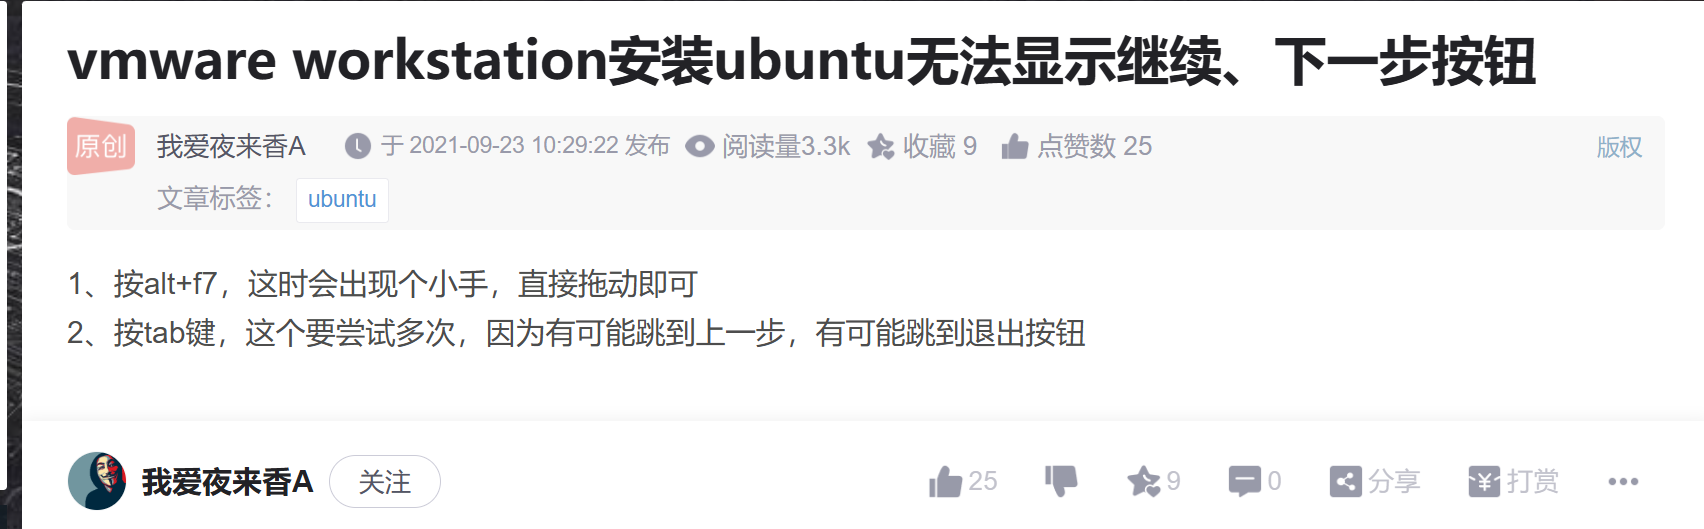 vmware workstation安装ubuntu无法显示继续、下一步按钮
原创 我爱夜来香A 于 2021-09-23 10:29:22 发布 阅读量3.3k 收藏 9 点赞数 25 版权
文章标签： ubuntu
1、按alt+f7，这时会出现个小手，直接拖动即可
2、按tab键，这个要尝试多次，因为有可能跳到上一步，有可能跳到退出按钮
我爱夜来香A 关注 25 9 0 分享 打赏